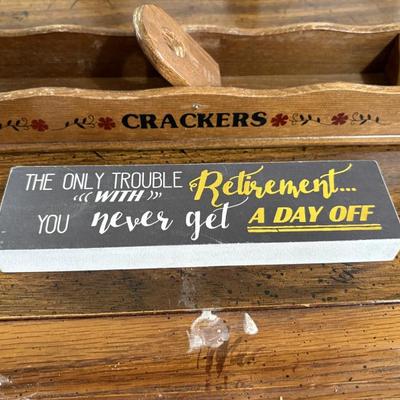 CRACKERS
THE ONLY TROUBLE
WITH Retirement...
YOU never get A DAY OFF